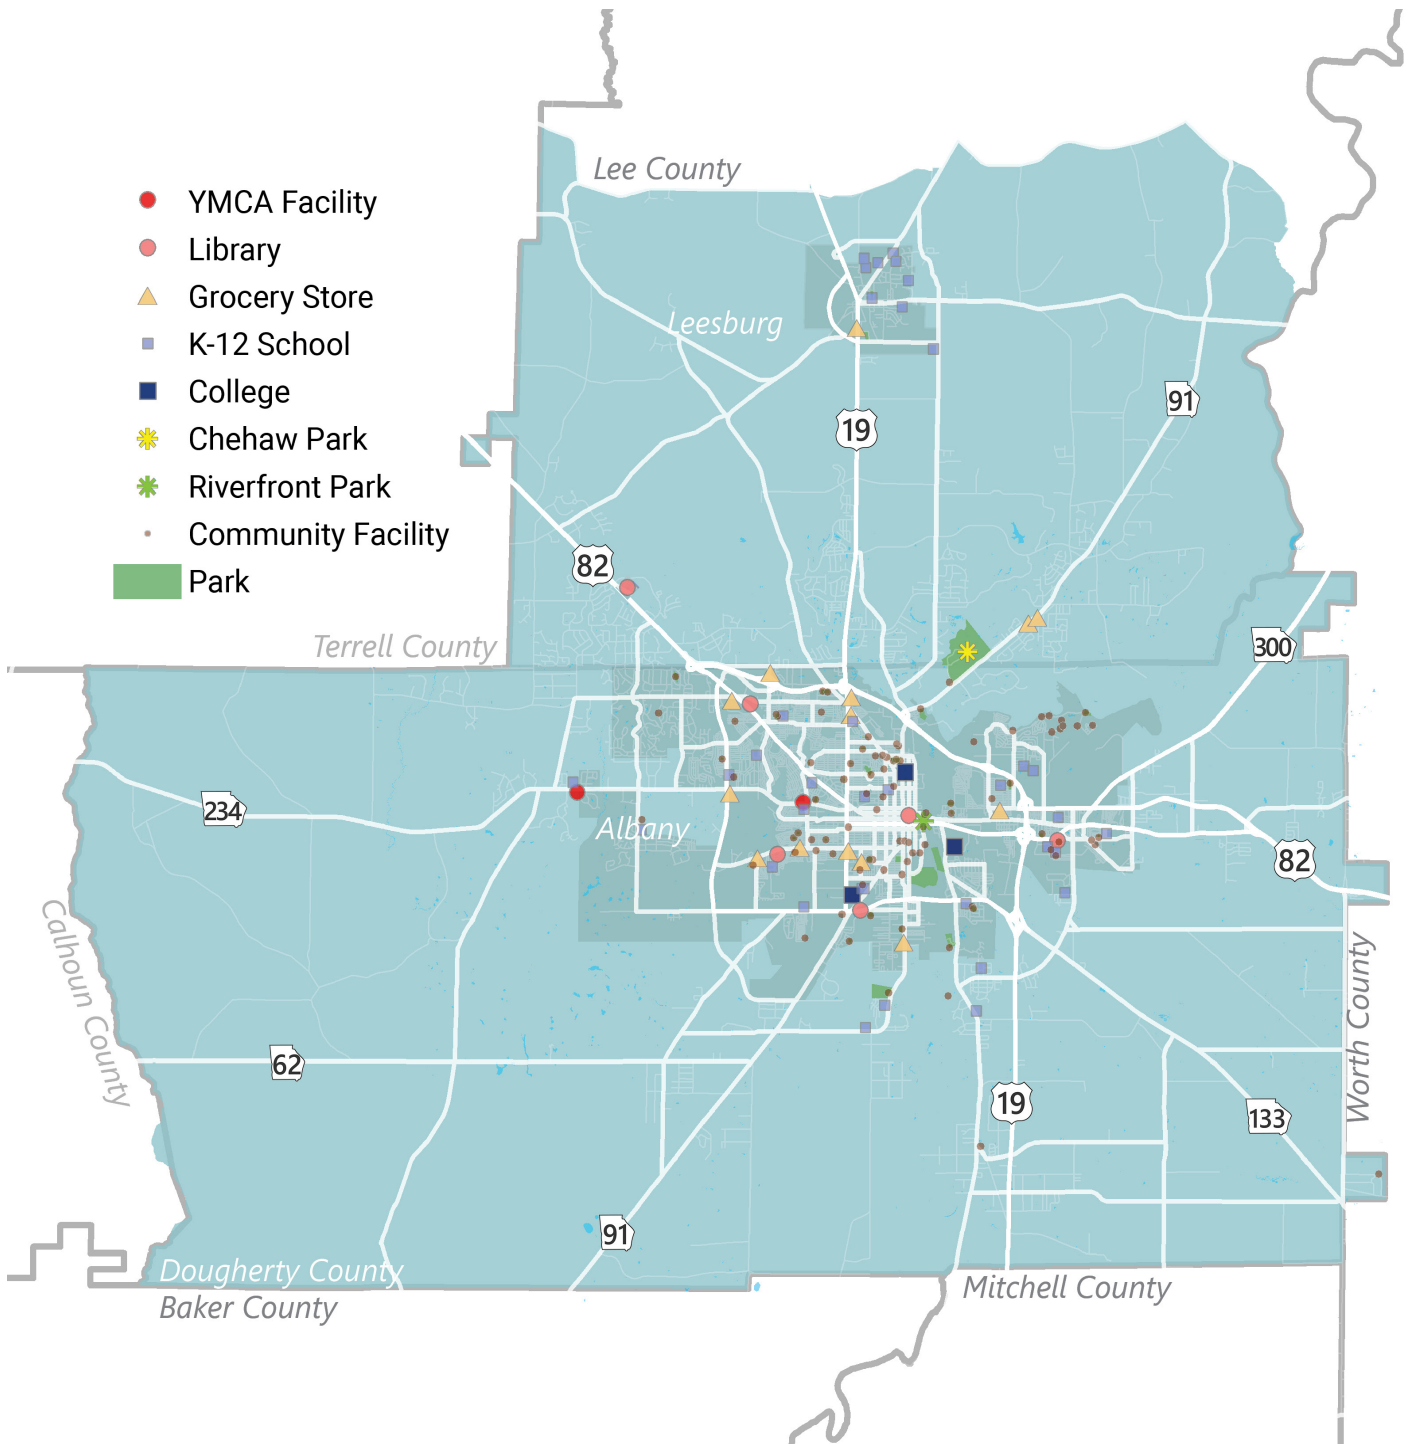 Lee County
YMCA Facility
Library
Grocery Store
Leesburg
K-12 School
College
91
19
Chehaw Park
Riverfront Park
Community Facility
82
Park
Terrell County
300
234
Albany
82
Calhoun County
Worth County
62
19
133
91
Dougherty County
Mitchell County
Baker County